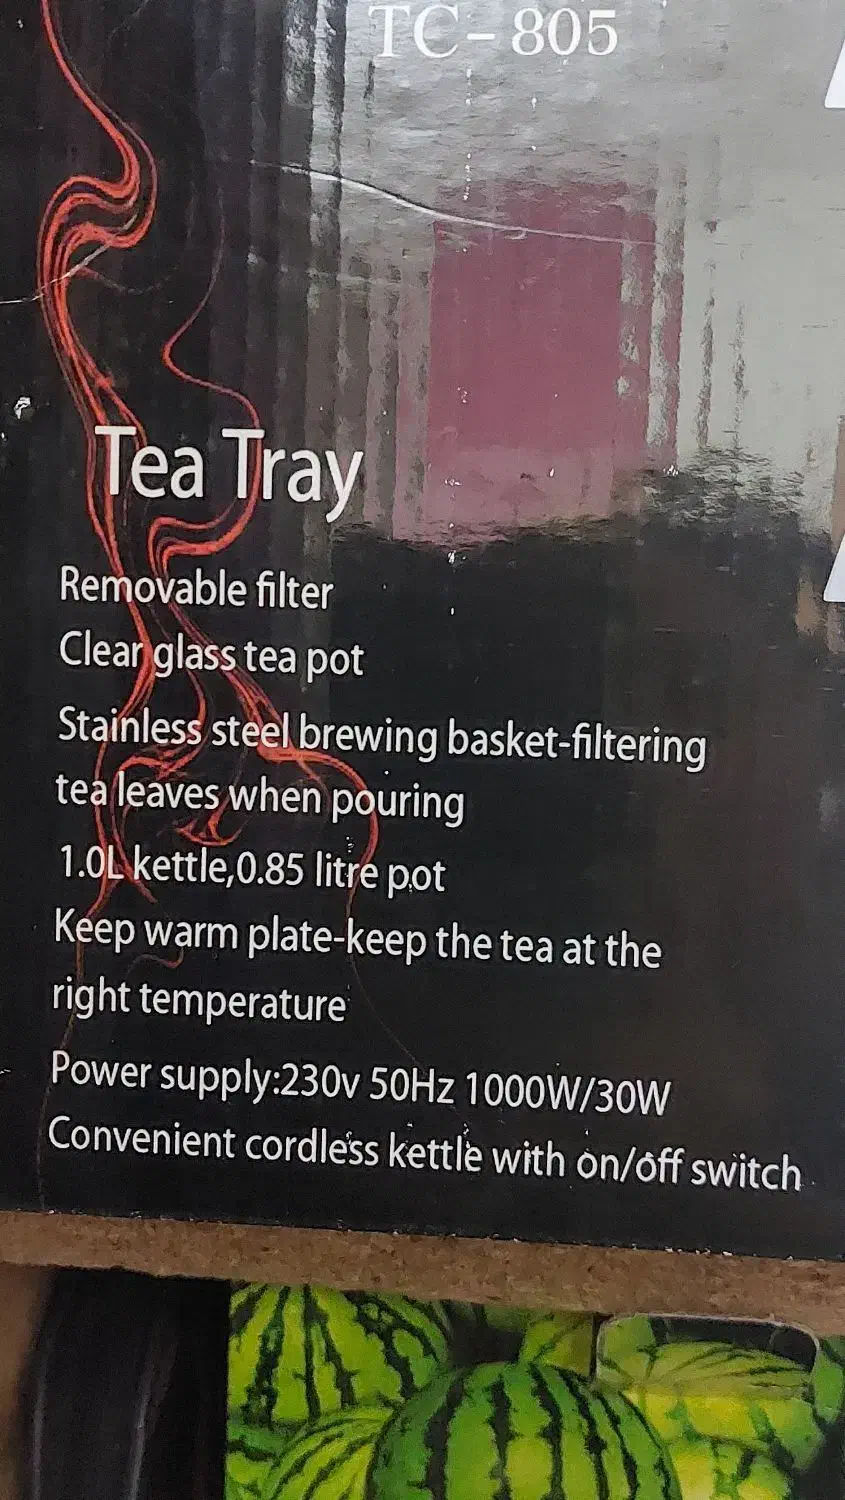 TC-805
Tea Tray
Removable filter
Clear glass tea pot
Stainless steel brewing basket-filtering
tea leaves when pouring
1.0L kettle,0.85 litre pot
Keep warm plate-keep the tea at the
right temperature
Power supply:230v 50Hz 1000W/30W
Convenient cordless kettle with on/off switch